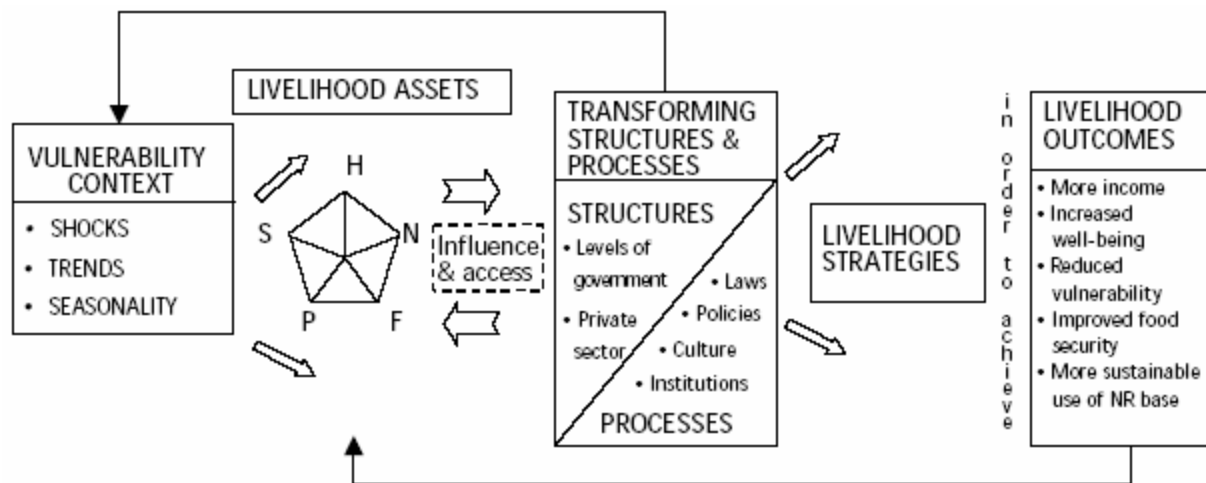 LIVELIHOOD ASSETS
VULNERABILITY
CONTEXT
• SHOCKS
• TRENDS
• SEASONALITY
H
S
N
P
F
Influence
& access
TRANSFORMING
STRUCTURES &
PROCESSES
STRUCTURES
• Levels of
government
• Private
sector
• Laws
• Policies
• Culture
• Institutions
PROCESSES
LIVELIHOOD
STRATEGIES
in order to achieve
LIVELIHOOD
OUTCOMES
• More income
• Increased
well-being
• Reduced
vulnerability
• Improved food
security
• More sustainable
use of NR base